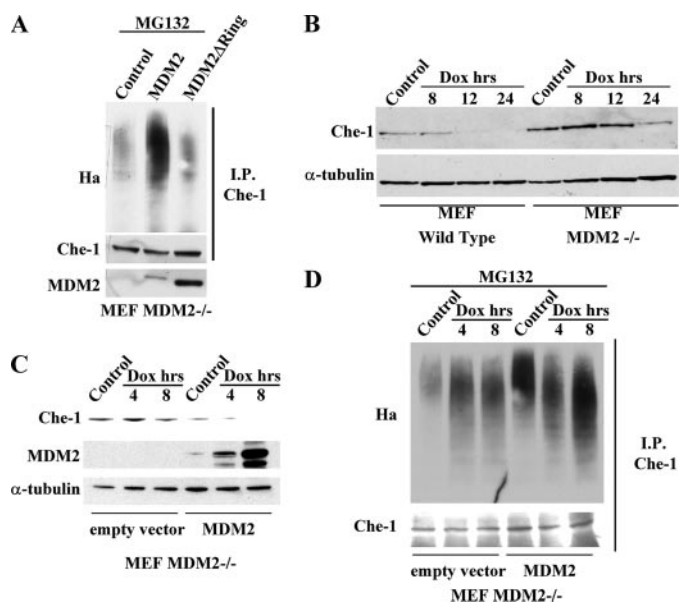 A
MG132
Control
MDM2
MDM2ΔRing
Ha
I.P.
Che-1
Che-1
MDM2
MEF MDM2-/-
B
Control
Dox hrs
8 12 24
Control
Dox hrs
8 12 24
Che-1
α-tubulin
MEF
Wild Type
MEF
MDM2 -/-
C
Control
Dox hrs
4 8
Control
Dox hrs
4 8
Che-1
MDM2
α-tubulin
empty vector
MDM2
MEF MDM2-/-
D
MG132
Control
Dox hrs
4 8
Control
Dox hrs
4 8
Ha
I.P.
Che-1
Che-1
empty vector
MDM2
MEF MDM2-/-